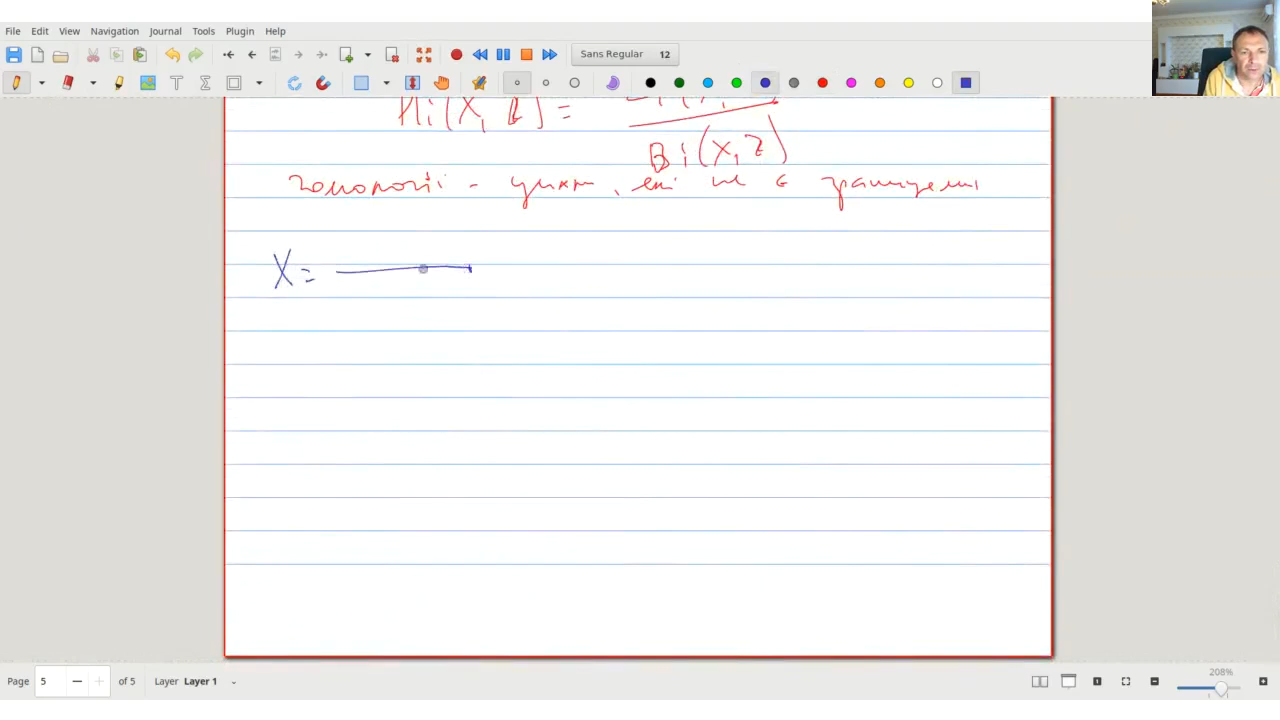 File Edit View Navigation Journal Tools Plugin Help
Sans Regular 12
Hi(X, Z) =
Bi(X, Z)
гомології - цикли, які не є границями
X =
Page 5 of 5 Layer Layer 1 208%